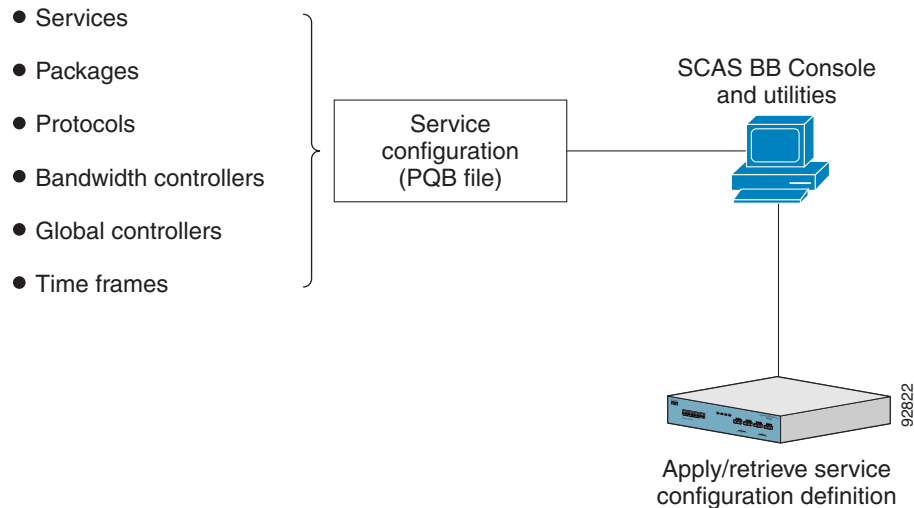 • Services
• Packages
• Protocols
• Bandwidth controllers
• Global controllers
• Time frames
Service
configuration
(PQB file)
SCAS BB Console
and utilities
92822
Apply/retrieve service
configuration definition